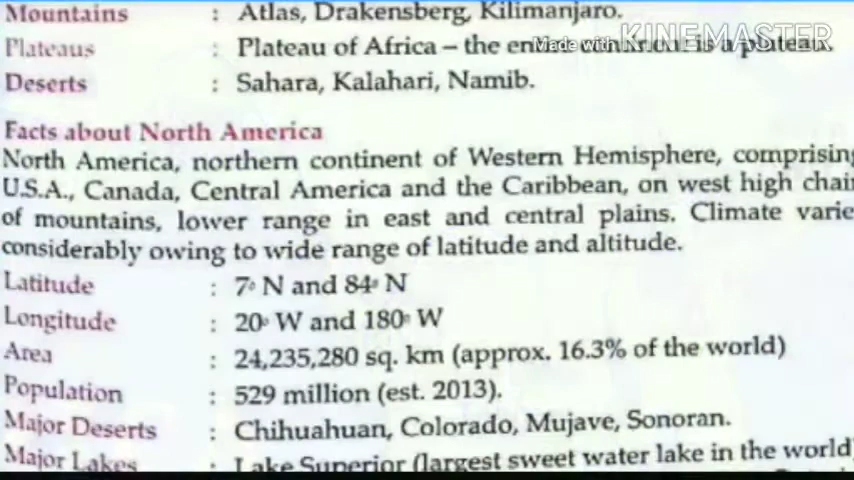 Mountains : Atlas, Drakensberg, Kilimanjaro.
Plateaus : Plateau of Africa – the is a plateau.
Made with KINEMASTER
Deserts : Sahara, Kalahari, Namib.
Facts about North America
North America, northern continent of Western Hemisphere, comprising
U.S.A., Canada, Central America and the Caribbean, on west high chain
of mountains, lower range in east and central plains. Climate varie
considerably owing to wide range of latitude and altitude.
Latitude : 7° N and 84° N
Longitude : 20° W and 180° W
Area : 24,235,280 sq. km (approx. 16.3% of the world)
Population : 529 million (est. 2013).
Major Deserts : Chihuahuan, Colorado, Mujave, Sonoran.
Major Lakes : Lake Superior (largest sweet water lake in the world)